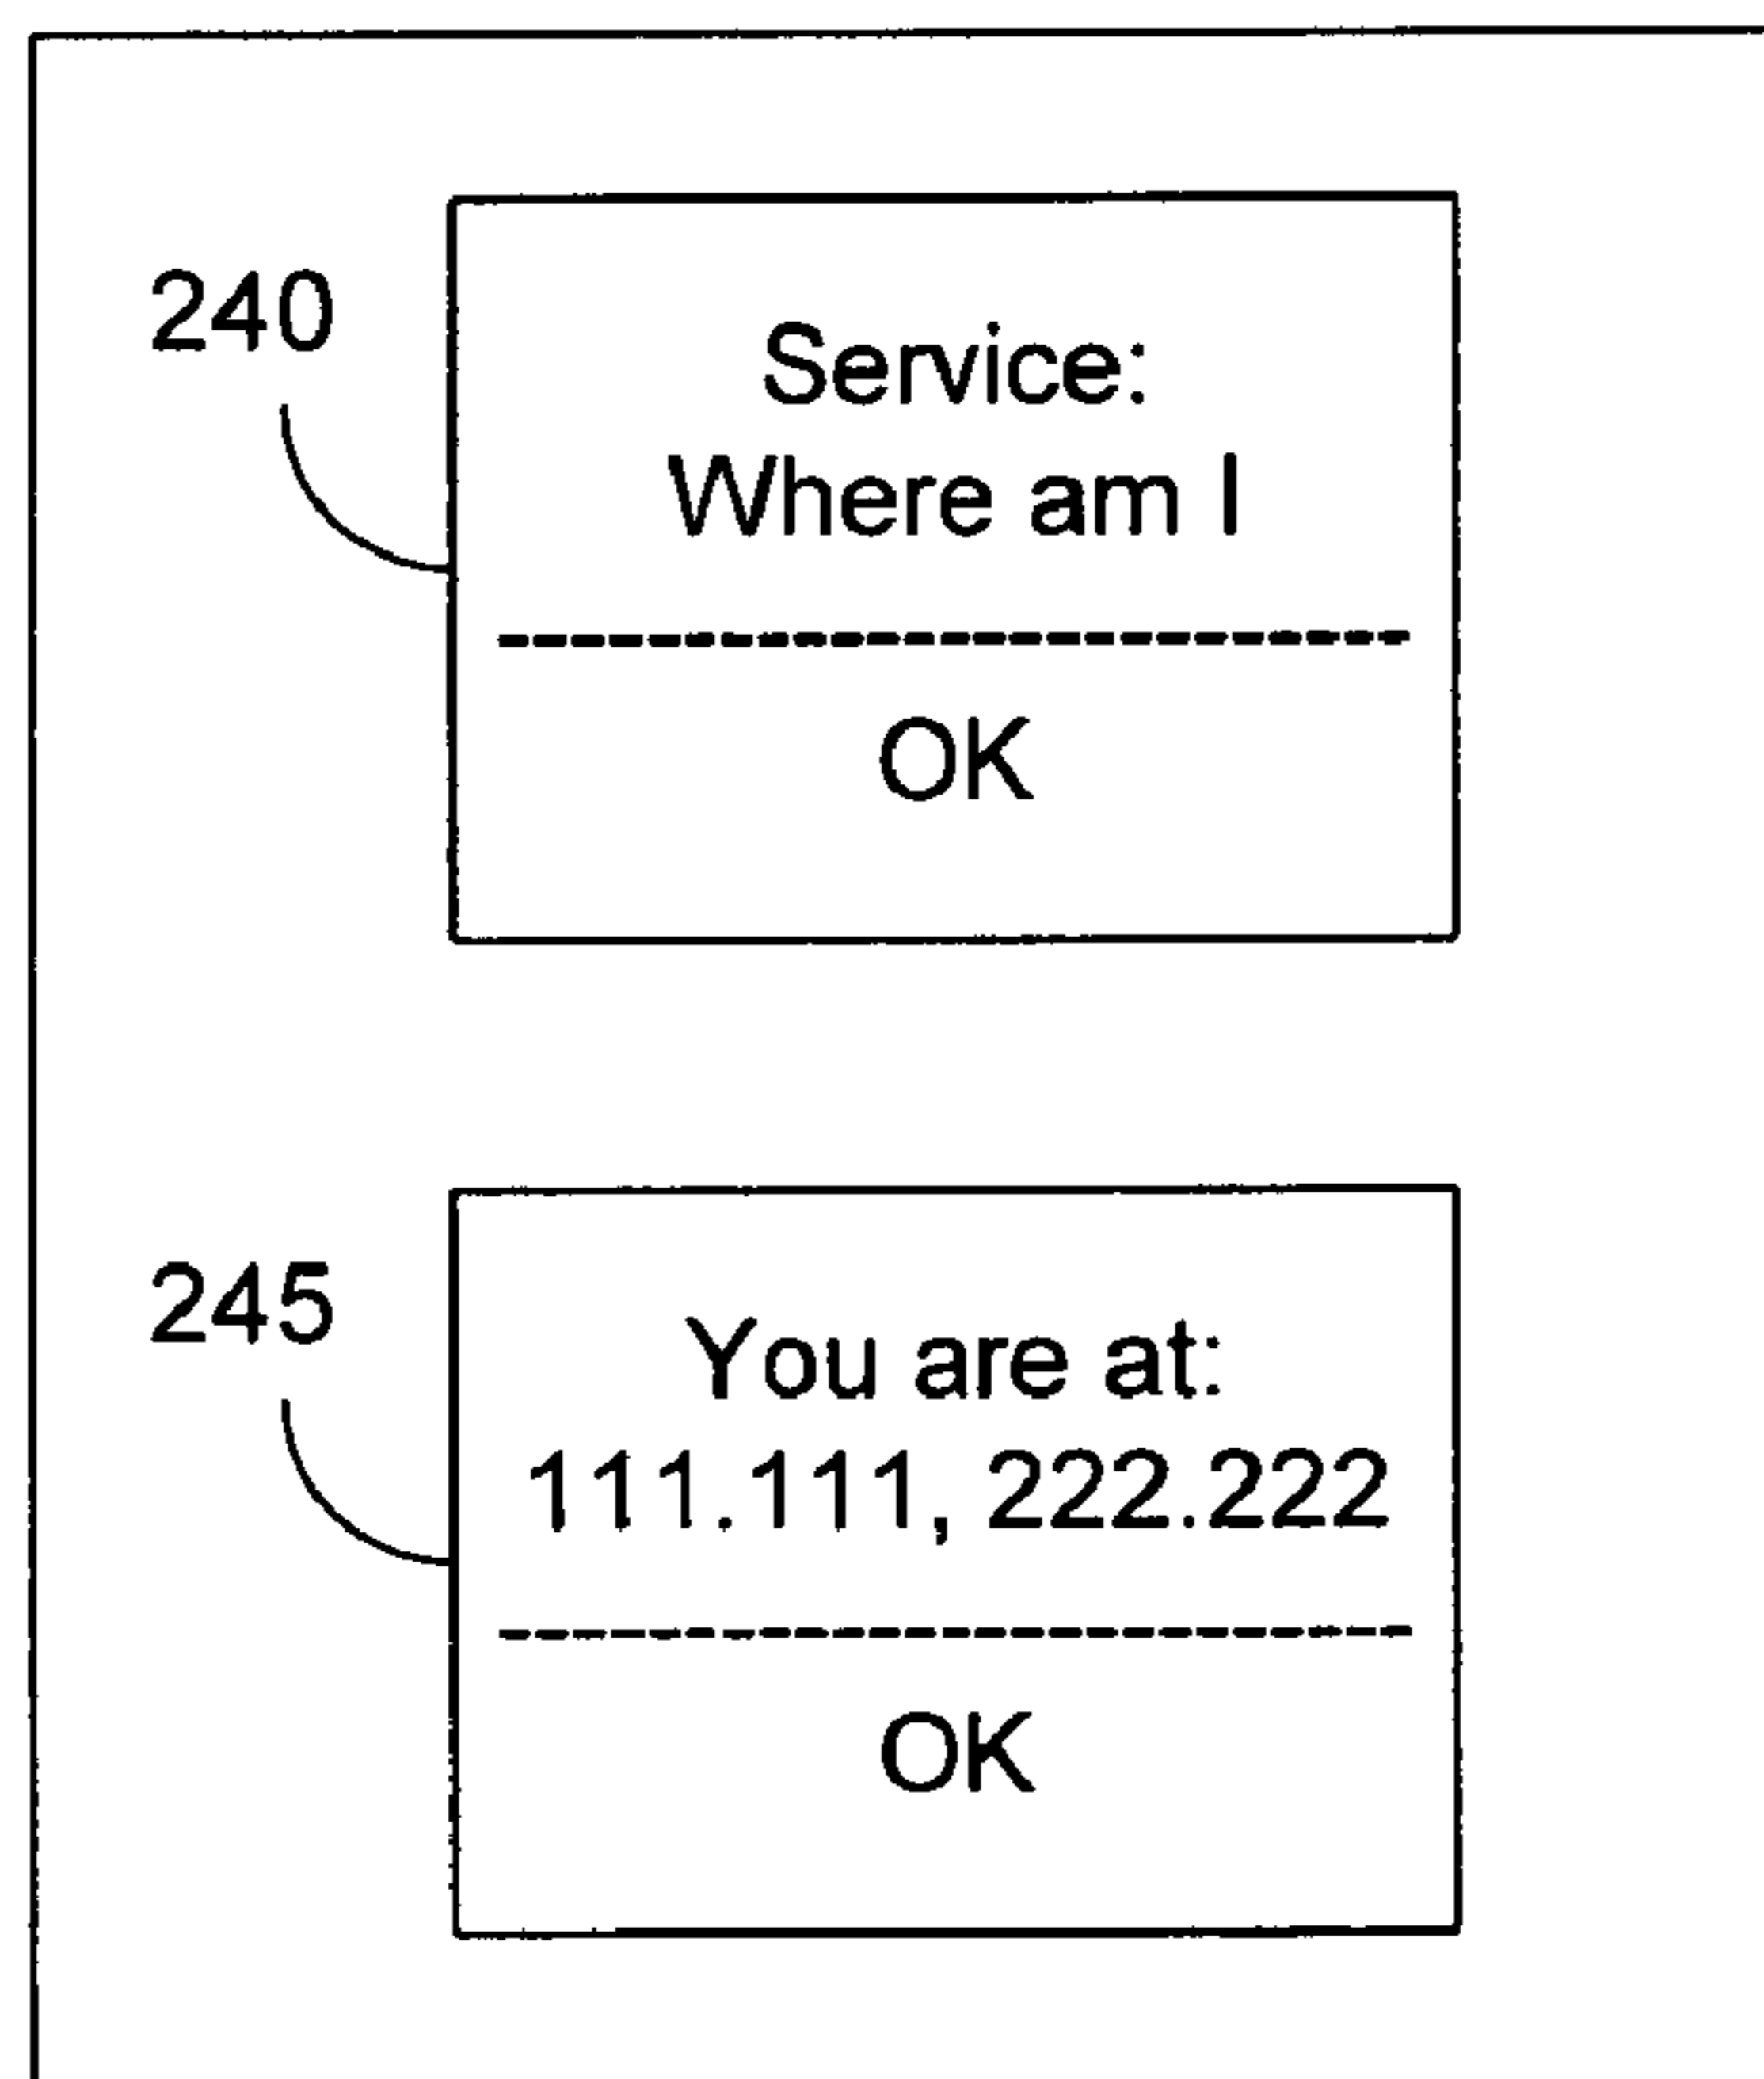 240
Service:
Where am I
OK
245
You are at:
111.111, 222.222
OK